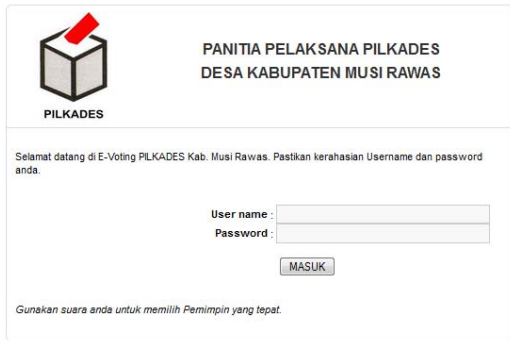 PANITIA PELAKSANA PILKADES
DESA KABUPATEN MUSI RAWAS
PILKADES
Selamat datang di E-Voting PILKADES Kab. Musi Rawas. Pastikan kerahasian Username dan password
anda.
User name :
Password :
MASUK
Gunakan suara anda untuk memilih Pemimpin yang tepat.